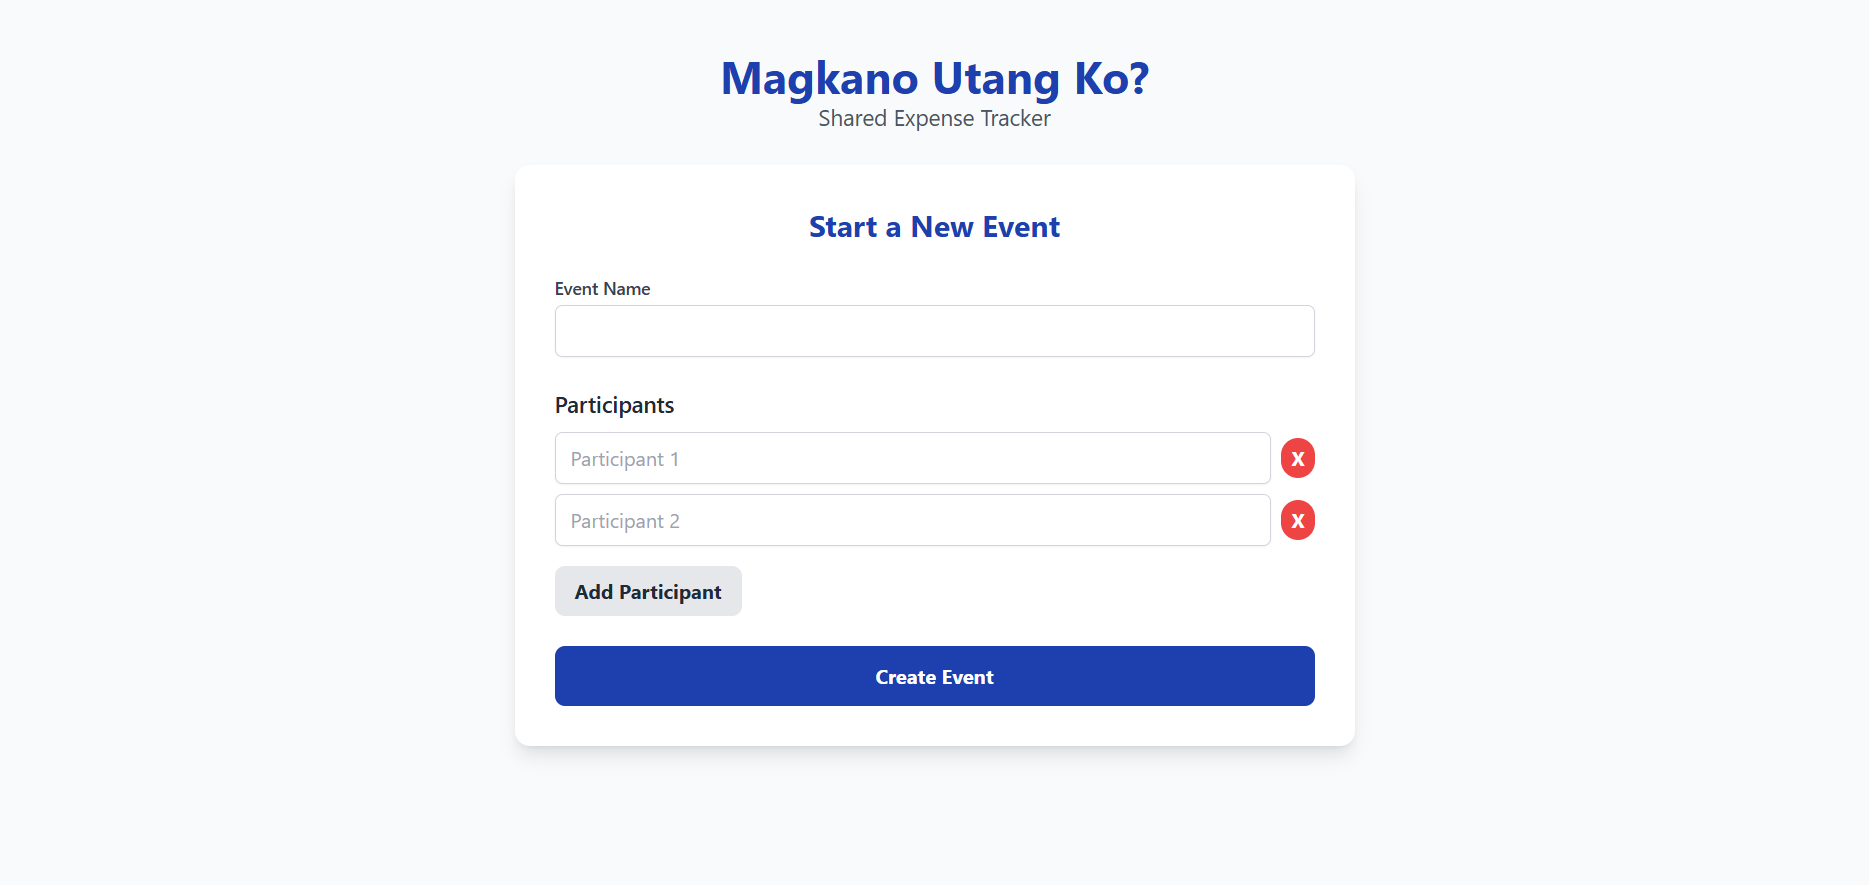 Magkano Utang Ko?
Shared Expense Tracker
Start a New Event
Event Name
Participants
Participant 1
X
Participant 2
X
Add Participant
Create Event